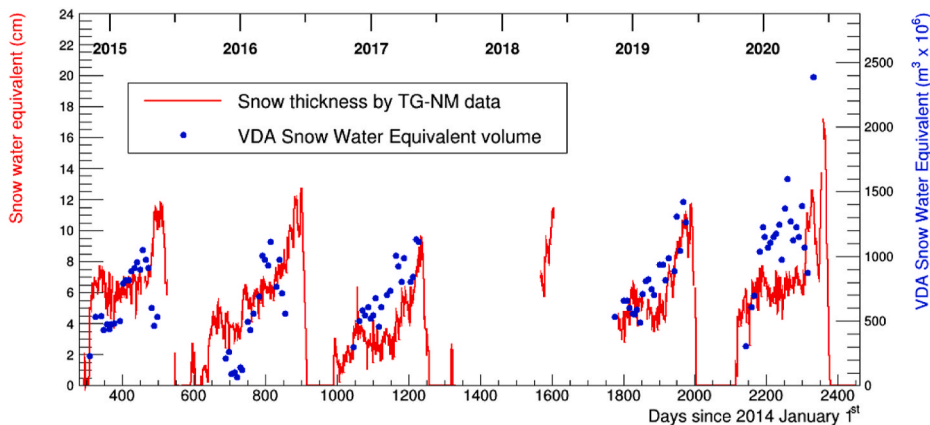 24
22
20
18
16
14
12
10
8
6
4
2
0
Snow water equivalent (cm)
2015 2016 2017 2018 2019 2020
Snow thickness by TG-NM data
VDA Snow Water Equivalent volume
2500
2000
1500
1000
500
0
VDA Snow Water Equivalent (m³ x 10⁶)
400 600 800 1000 1200 1400 1600 1800 2000 2200 2400
Days since 2014 January 1st